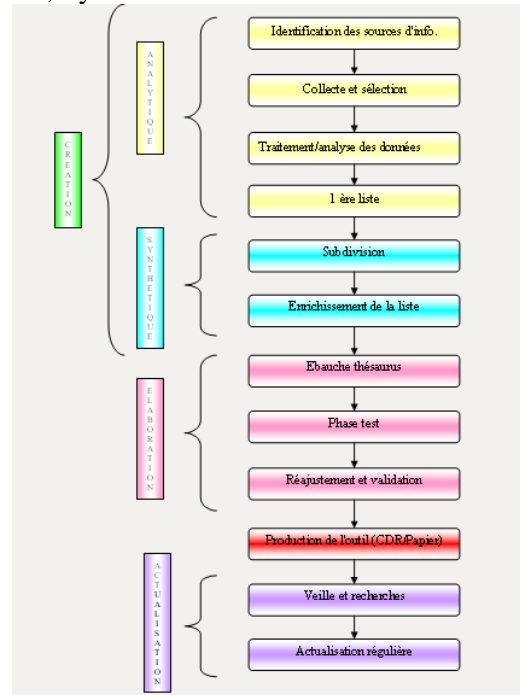 Identification des sources d'info.
ANALYTIQUE
Collecte et sélection
CREATION
Traitement/analyse des données
1 ère liste
SYNTHETIQUE
Subdivision
Enrichissement de la liste
Ebauche thésaurus
ELABORATION
Phase test
Réajustement et validation
Production de l'outil (CDR/Papier)
ACTUALISATION
Veille et recherches
Actualisation régulière